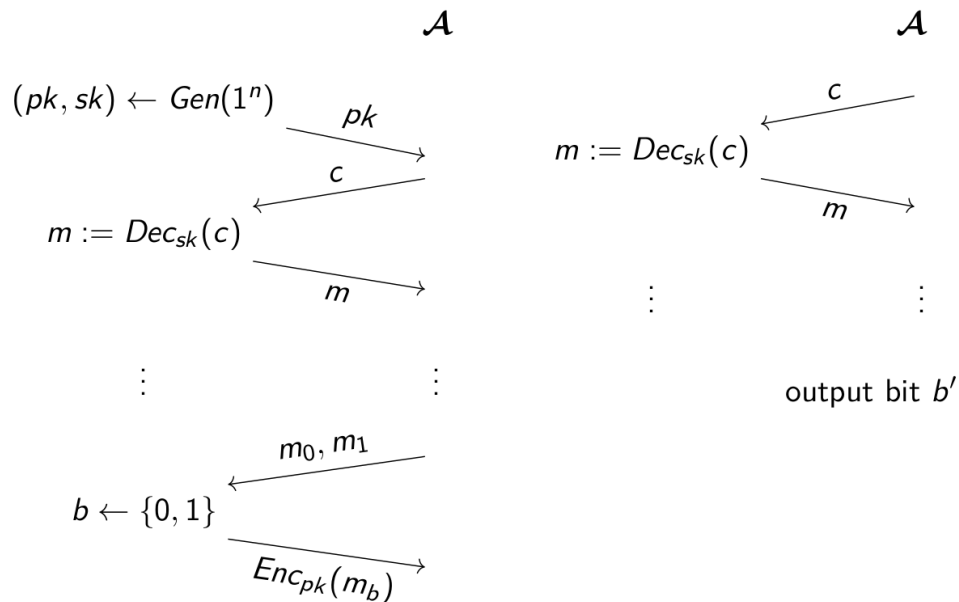 𝓐
(pk, sk) ← Gen(1ⁿ)
pk
c
m := Dec_sk(c)
m
⋮ ⋮
m₀, m₁
b ← {0, 1}
Enc_pk(m_b)
𝓐
c
m := Dec_sk(c)
m
⋮ ⋮
output bit b′